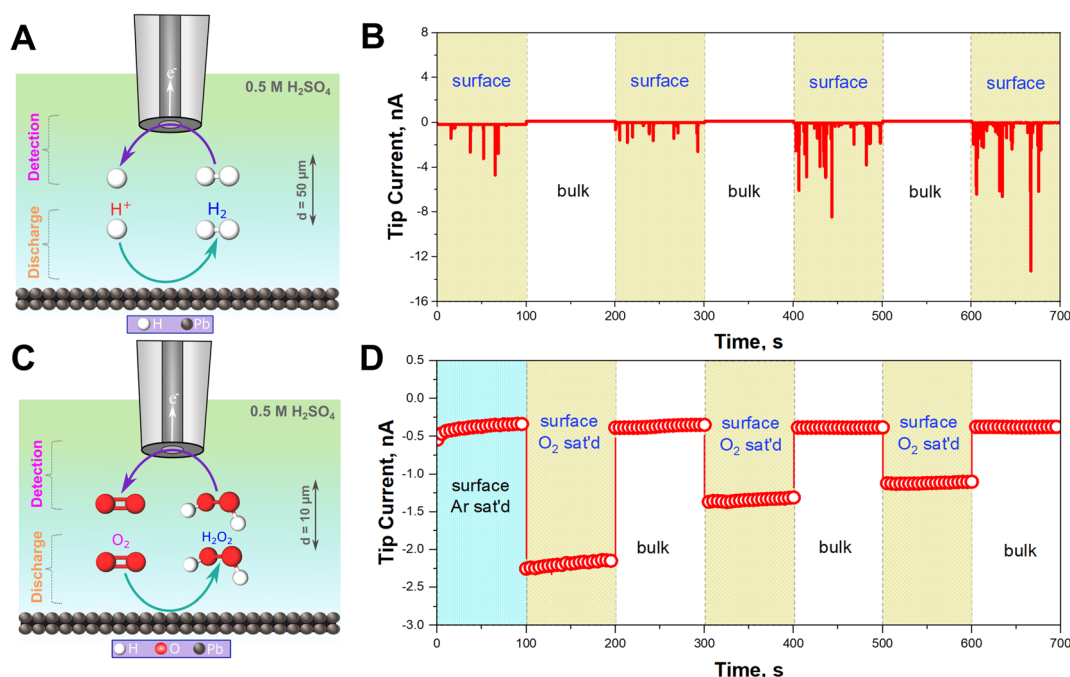 A
0.5 M H₂SO₄
e⁻
Detection
H⁺
H₂
d = 50 µm
Discharge
H Pb
B
8
4
0
-4
-8
-12
-16
Tip Current, nA
surface
bulk
surface
bulk
surface
bulk
surface
0 100 200 300 400 500 600 700
Time, s
C
0.5 M H₂SO₄
e⁻
Detection
O₂
H₂O₂
d = 10 µm
Discharge
H O Pb
D
0.5
0.0
-0.5
-1.0
-1.5
-2.0
-2.5
-3.0
Tip Current, nA
surface
Ar sat'd
surface
O₂ sat'd
bulk
surface
O₂ sat'd
bulk
surface
O₂ sat'd
bulk
0 100 200 300 400 500 600 700
Time, s